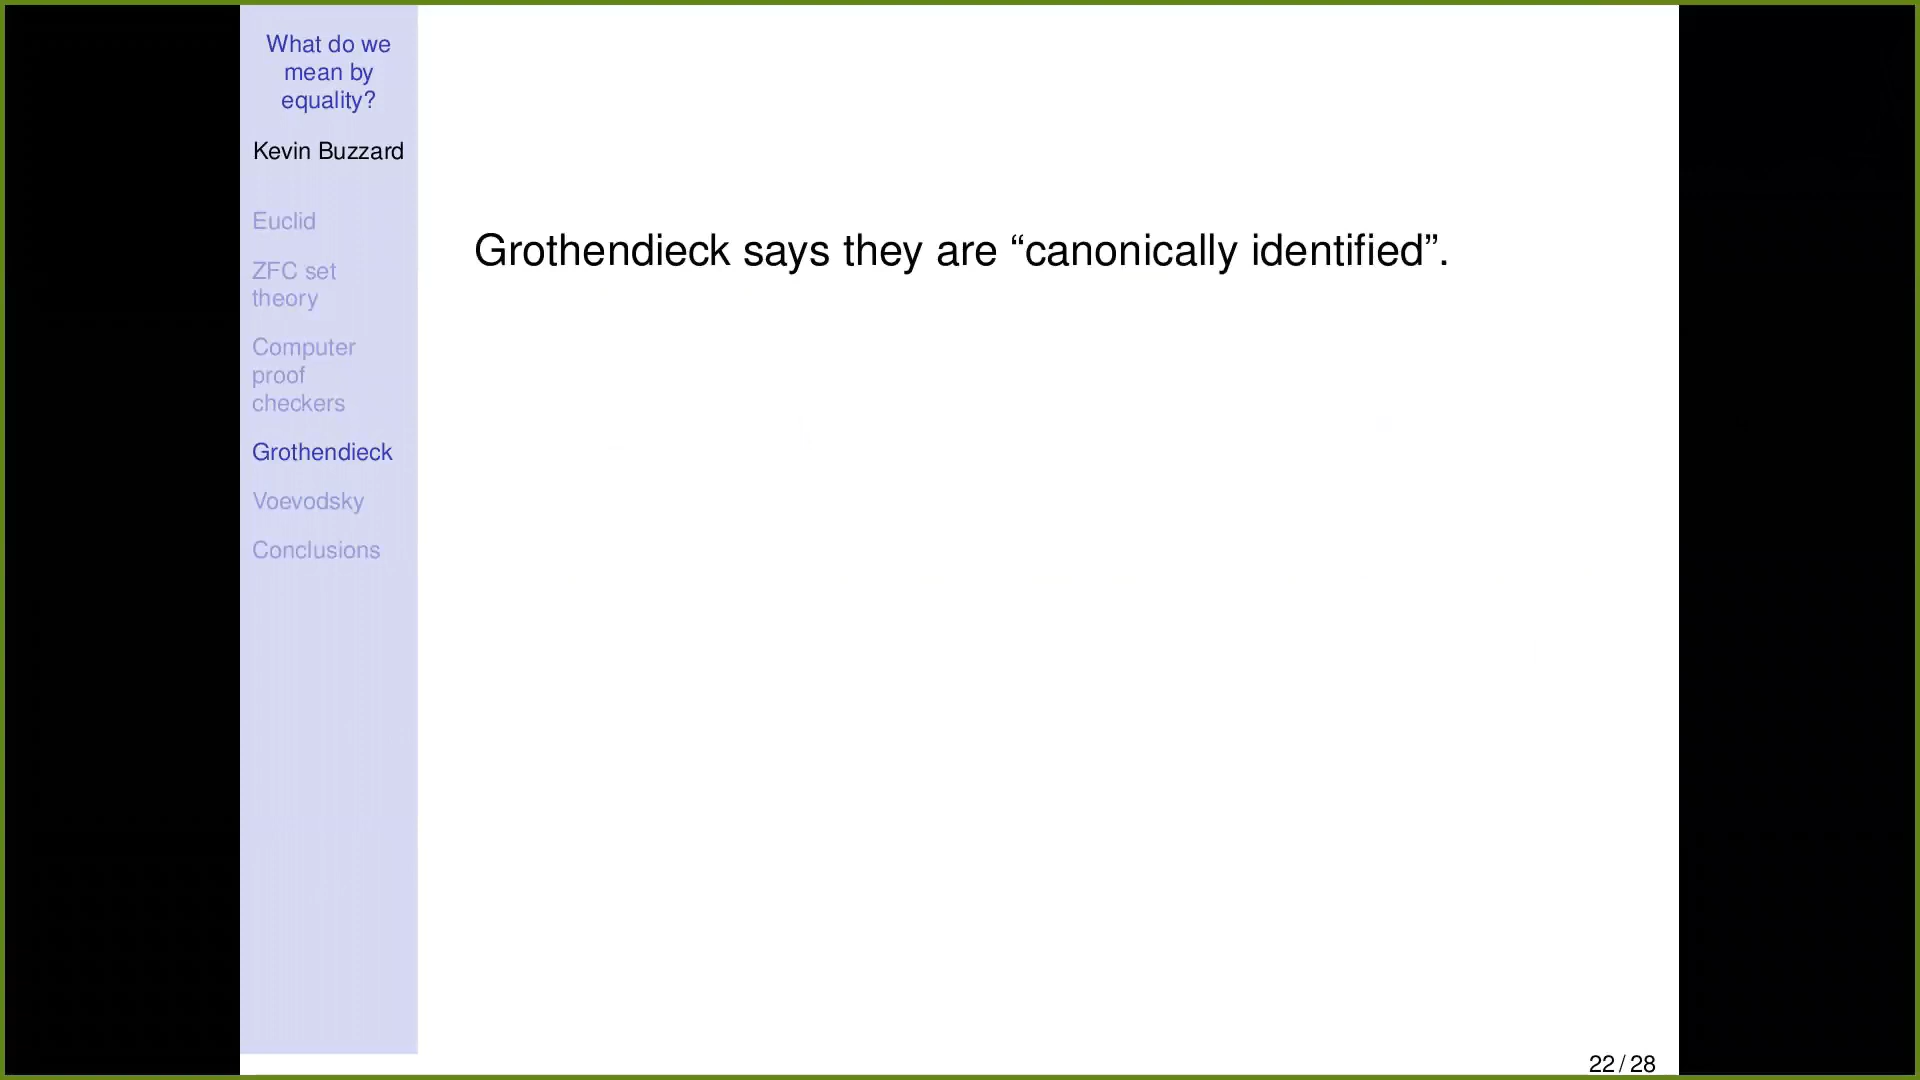 What do we
mean by
equality?
Kevin Buzzard
Euclid
ZFC set
theory
Computer
proof
checkers
Grothendieck
Voevodsky
Conclusions
Grothendieck says they are “canonically identified”.
22 / 28